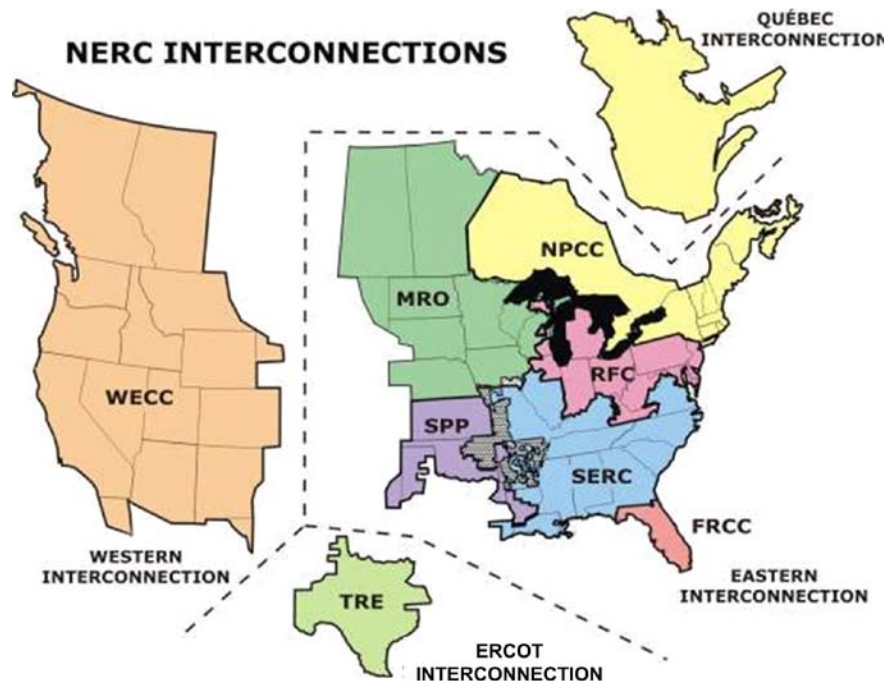 QUÉBEC
INTERCONNECTION
NERC INTERCONNECTIONS
NPCC
MRO
RFC
WECC
SPP
SERC
FRCC
WESTERN
INTERCONNECTION
EASTERN
INTERCONNECTION
TRE
ERCOT
INTERCONNECTION